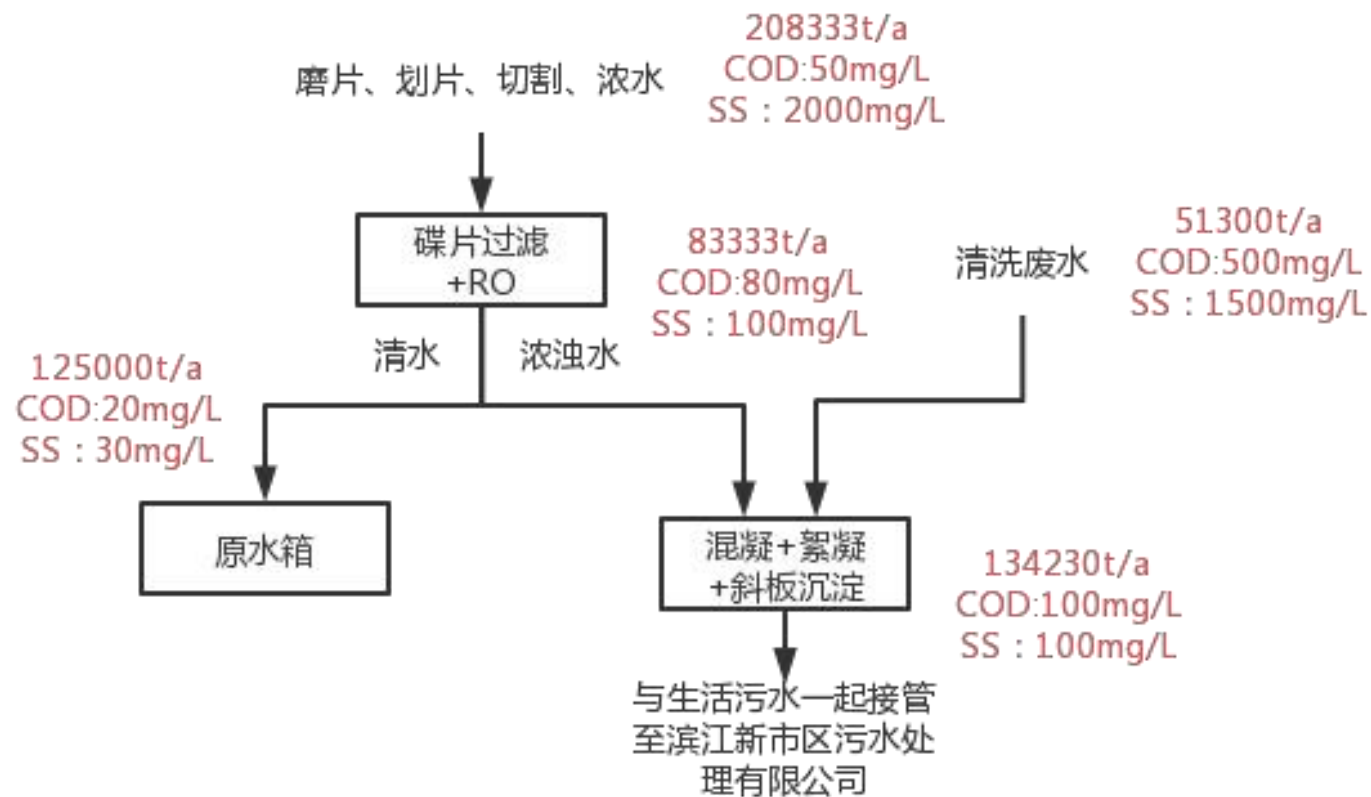 208333t/a
COD:50mg/L
SS：2000mg/L
磨片、划片、切割、浓水
碟片过滤
+RO
83333t/a
COD:80mg/L
SS：100mg/L
51300t/a
COD:500mg/L
SS：1500mg/L
清洗废水
清水
浓浊水
125000t/a
COD:20mg/L
SS：30mg/L
原水箱
混凝+絮凝
+斜板沉淀
134230t/a
COD:100mg/L
SS：100mg/L
与生活污水一起接管
至滨江新市区污水处
理有限公司